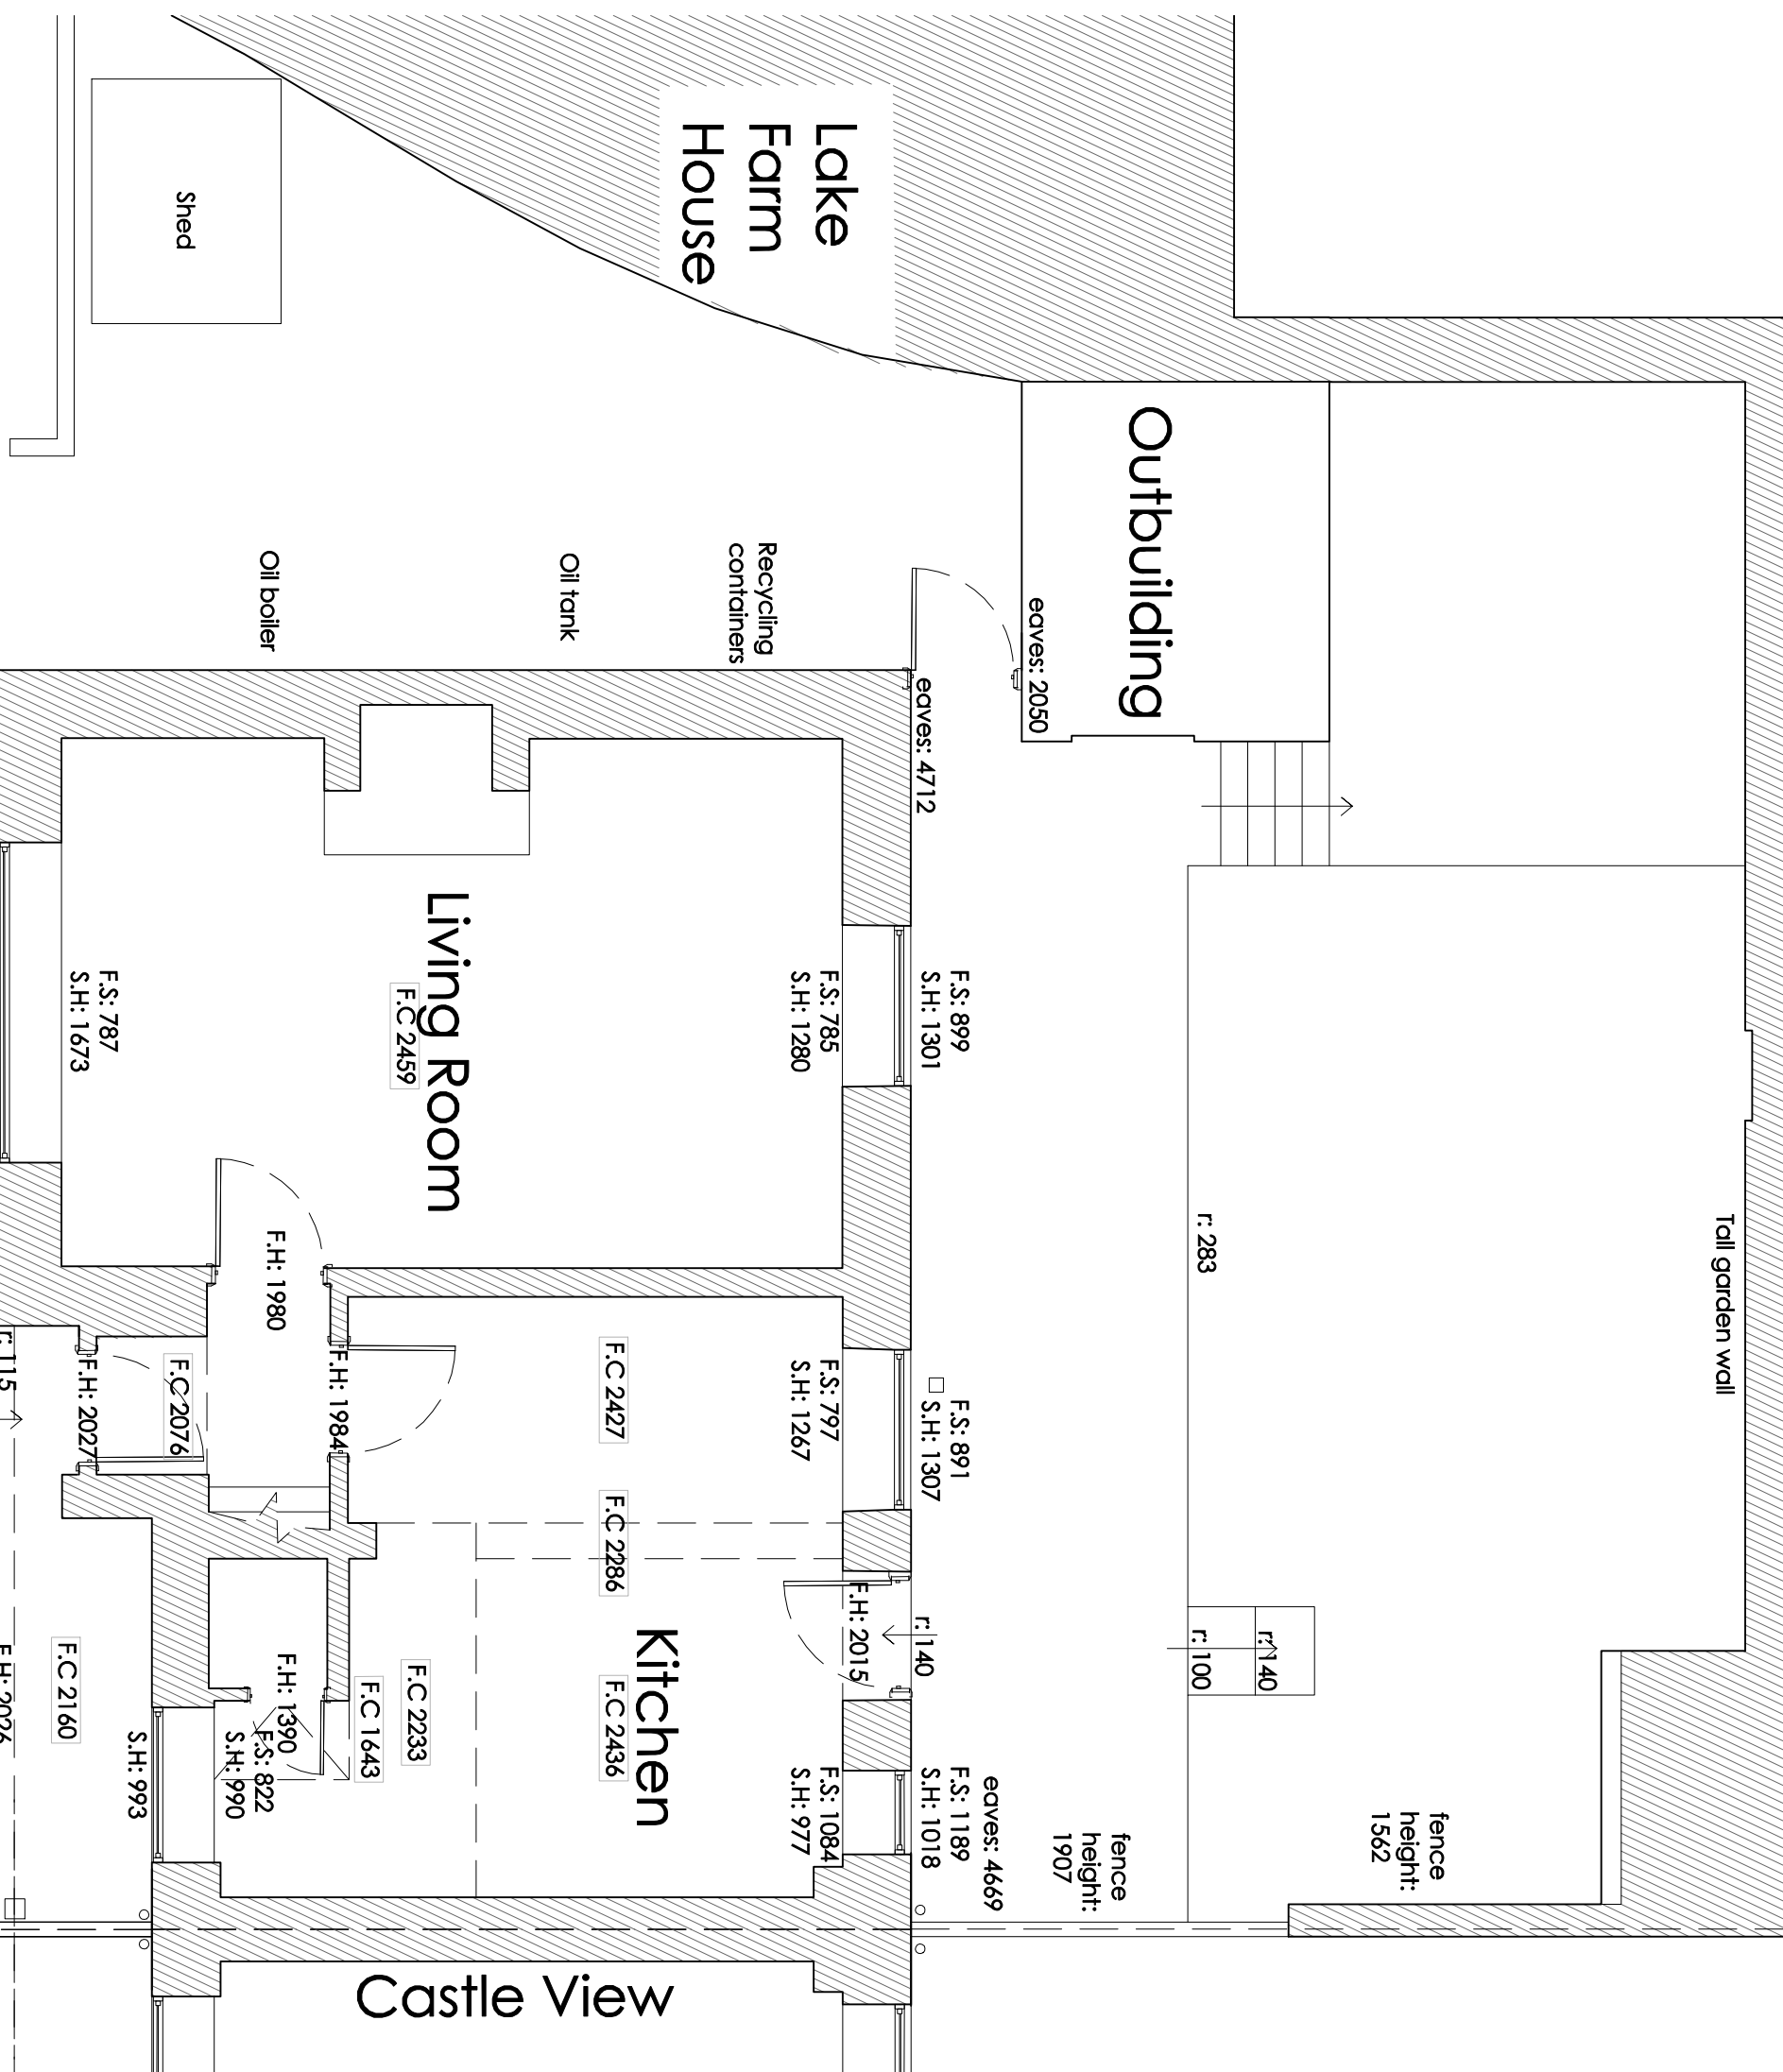 Lake
Farm
House
Shed
Outbuilding
eaves: 2050
eaves: 4712
Recycling
containers
Oil tank
Oil boiler
Living Room
F.C 2459
F.S: 899
S.H: 1301
F.S: 785
S.H: 1280
F.S: 787
S.H: 1673
Tall garden wall
r: 283
F.H: 1980
F.H: 1984
F.H: 2027
F.C 2076
r: 115
F.C 2427
F.S: 797
S.H: 1267
F.S: 891
S.H: 1307
F.C 2286
F.H: 2015
r: 140
r: 140
r: 100
Kitchen
F.C 2436
F.C 2233
F.C 1643
F.H: 1390
F.S: 822
S.H: 990
S.H: 993
F.C 2160
F.H: 2026
F.S: 1084
S.H: 977
F.S: 1189
S.H: 1018
eaves: 4669
fence
height:
1907
fence
height:
1562
Castle View